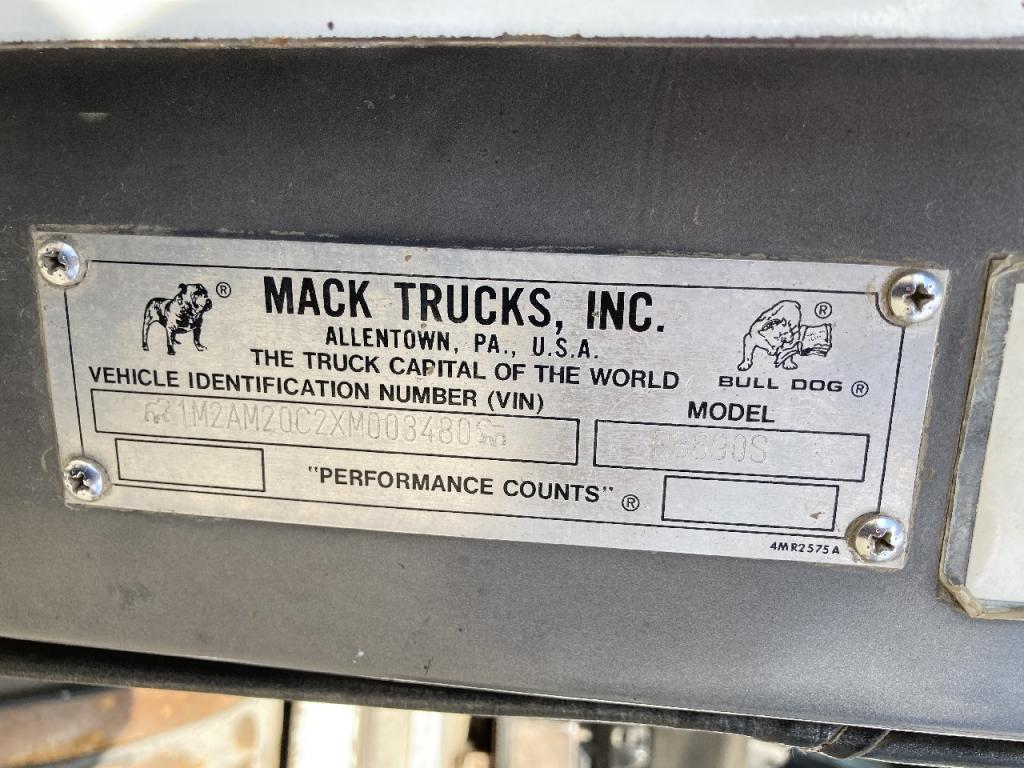 MACK TRUCKS, INC.
ALLENTOWN, PA., U.S.A.
THE TRUCK CAPITAL OF THE WORLD
VEHICLE IDENTIFICATION NUMBER (VIN)
1M2AM20C2XM003480
®
®
BULL DOG ®
MODEL
RB690S
"PERFORMANCE COUNTS" ®
4MR2575A